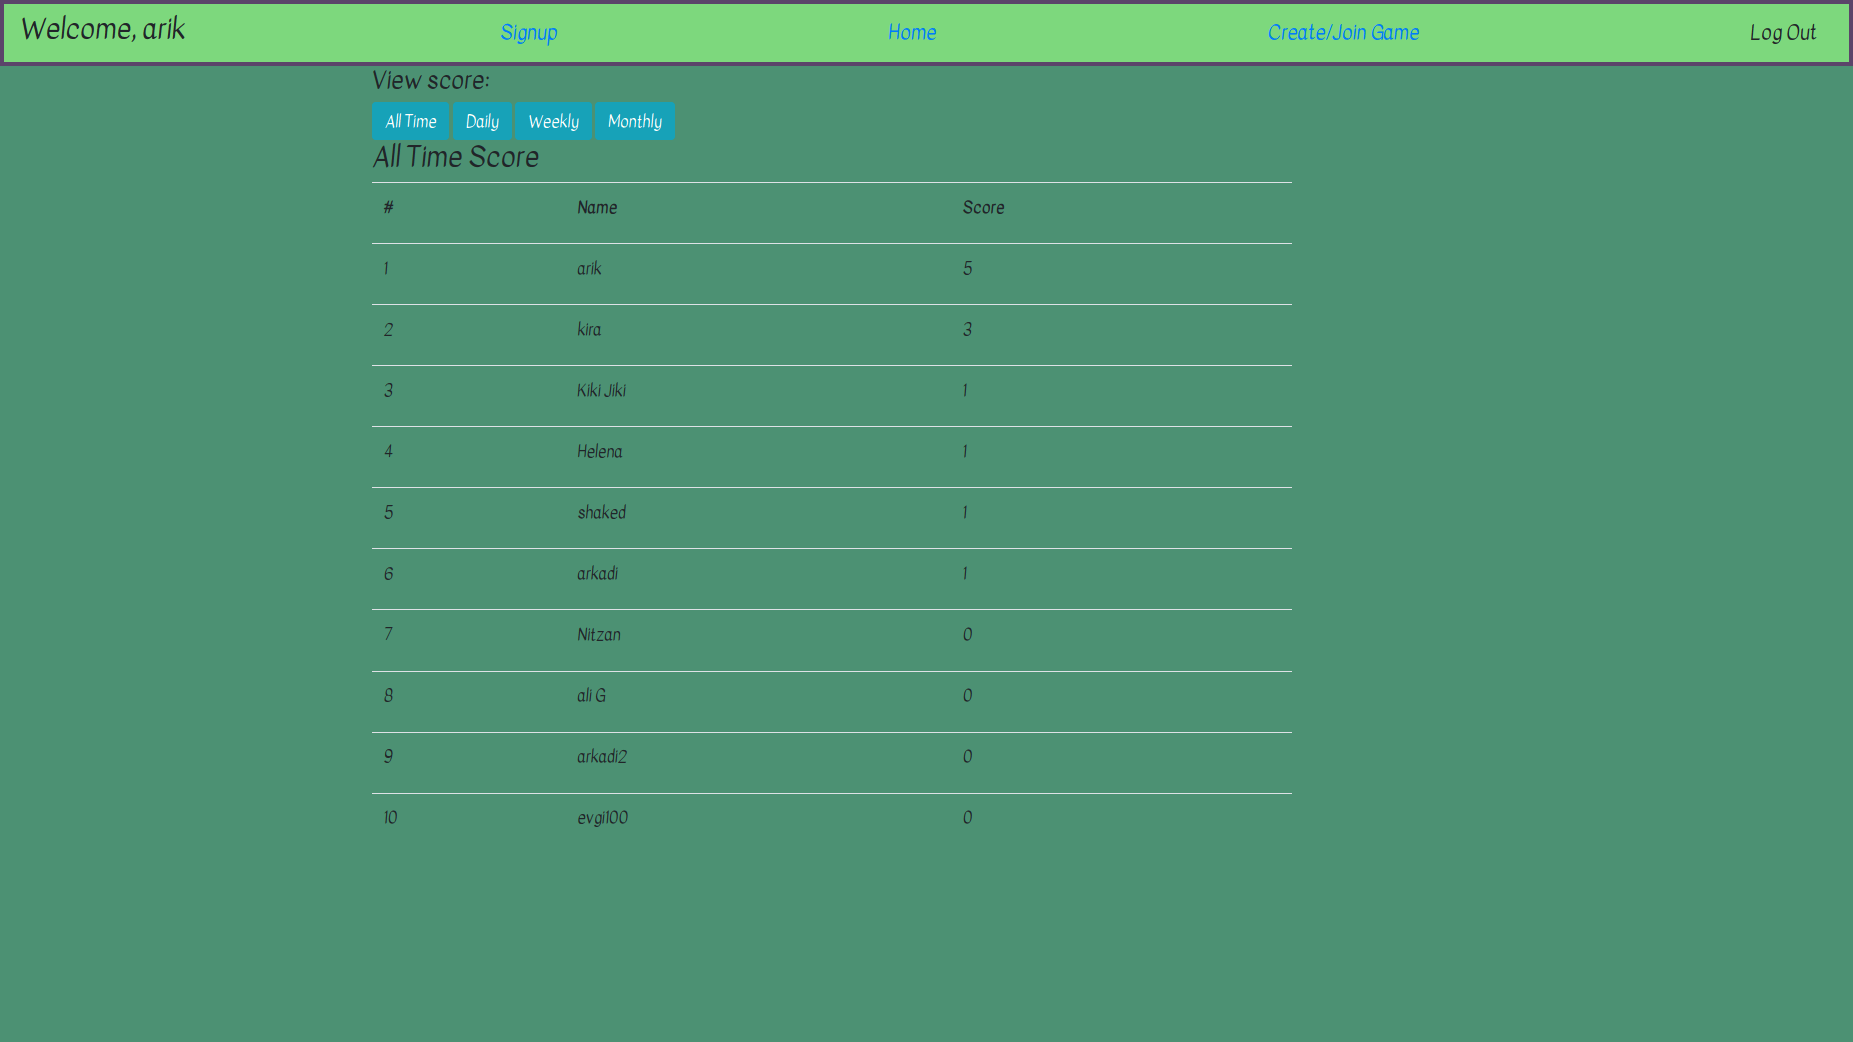 Welcome, arik Signup Home Create/Join Game Log Out
View score:
All Time Daily Weekly Monthly
All Time Score
# Name Score
1 arik 5
2 kira 3
3 Kiki Jiki 1
4 Helena 1
5 shaked 1
6 arkadi 1
7 Nitzan 0
8 ali G 0
9 arkadi2 0
10 evgi100 0